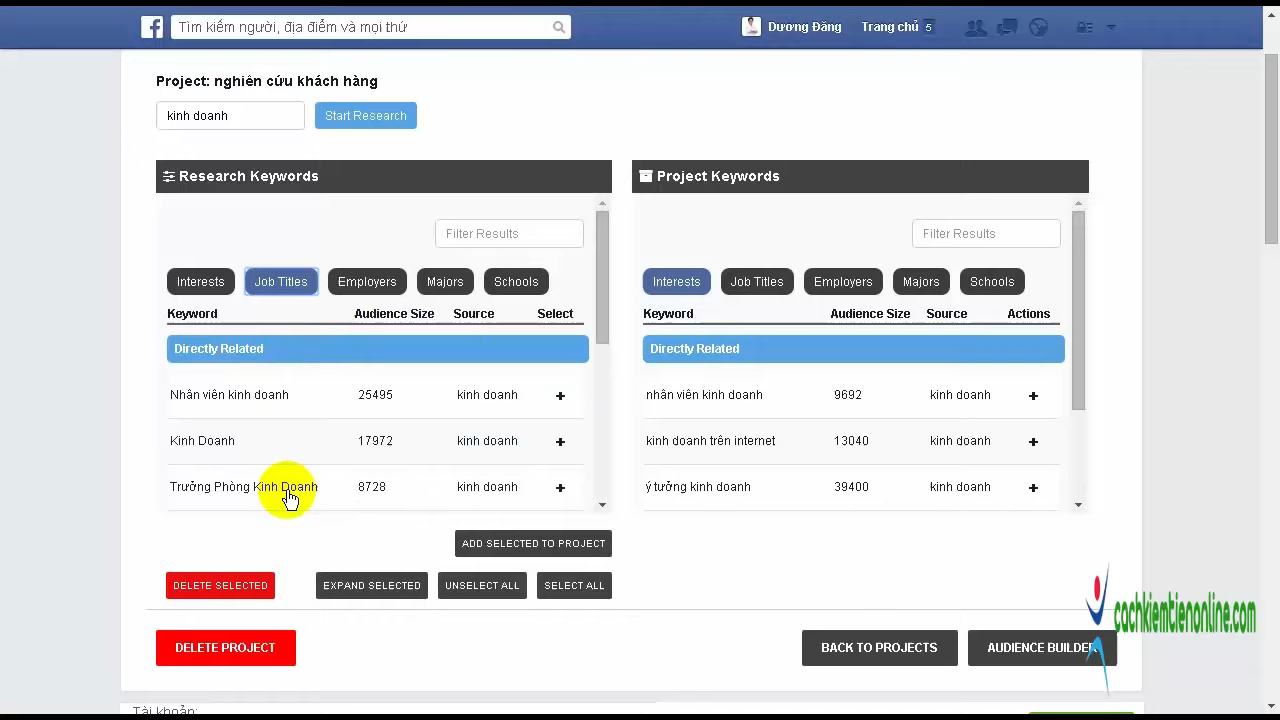 Tìm kiếm người, địa điểm và mọi thứ
Dương Đăng Trang chủ 5
Project: nghiên cứu khách hàng
kinh doanh Start Research
Research Keywords
Filter Results
Interests Job Titles Employers Majors Schools
Keyword Audience Size Source Select
Directly Related
Nhân viên kinh doanh 25495 kinh doanh +
Kinh Doanh 17972 kinh doanh +
Trưởng Phòng Kinh Doanh 8728 kinh doanh +
ADD SELECTED TO PROJECT
DELETE SELECTED EXPAND SELECTED UNSELECT ALL SELECT ALL
Project Keywords
Filter Results
Interests Job Titles Employers Majors Schools
Keyword Audience Size Source Actions
Directly Related
nhân viên kinh doanh 9692 kinh doanh +
kinh doanh trên internet 13040 kinh doanh +
ý tưởng kinh doanh 39400 kinh doanh +
DELETE PROJECT BACK TO PROJECTS AUDIENCE BUILDER
cachkiemtienonline.com
Tài khoản: